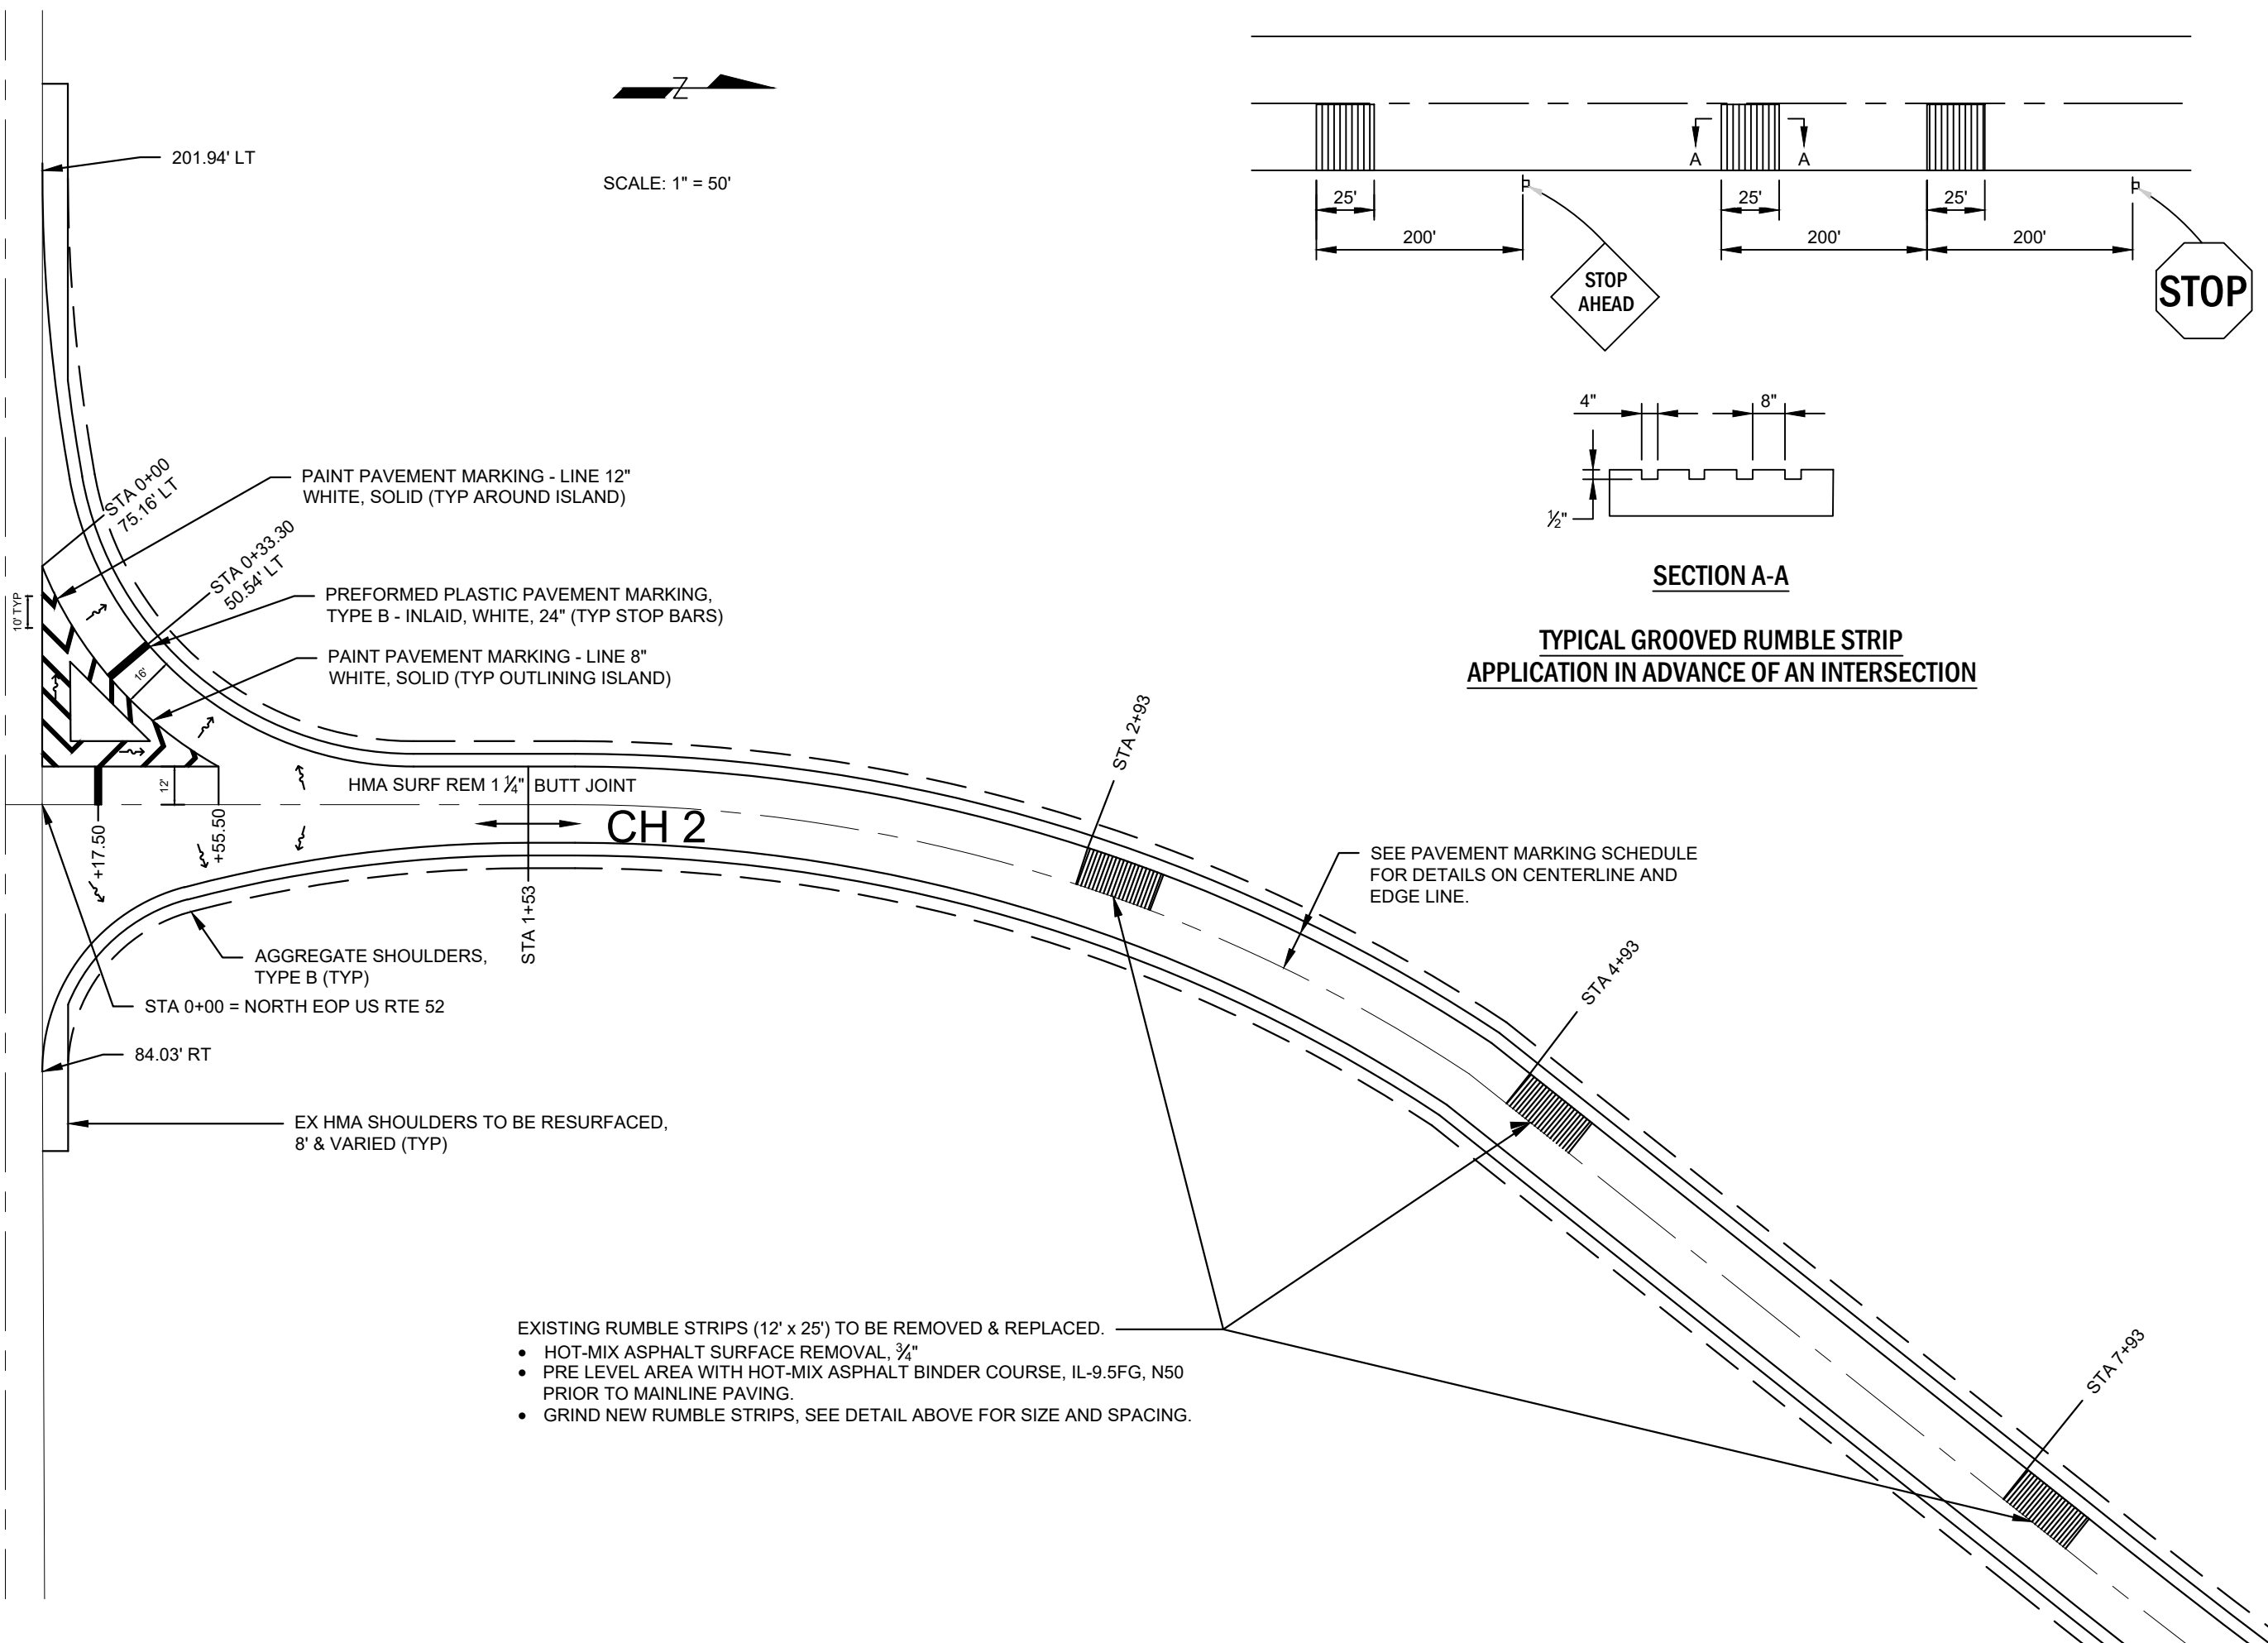 Z
SCALE: 1" = 50'
201.94' LT
STA 0+00
75.16' LT
STA 0+33.30
50.54' LT
PAINT PAVEMENT MARKING - LINE 12"
WHITE, SOLID (TYP AROUND ISLAND)
PREFORMED PLASTIC PAVEMENT MARKING,
TYPE B - INLAID, WHITE, 24" (TYP STOP BARS)
PAINT PAVEMENT MARKING - LINE 8"
WHITE, SOLID (TYP OUTLINING ISLAND)
10' TYP
16'
12'
+17.50
+55.50
HMA SURF REM 1 ¼" BUTT JOINT
CH 2
STA 1+53
AGGREGATE SHOULDERS,
TYPE B (TYP)
STA 0+00 = NORTH EOP US RTE 52
84.03' RT
EX HMA SHOULDERS TO BE RESURFACED,
8' & VARIED (TYP)
25'
25'
25'
200'
200'
200'
A
A
STOP
AHEAD
STOP
4"
8"
½"
SECTION A-A
TYPICAL GROOVED RUMBLE STRIP
APPLICATION IN ADVANCE OF AN INTERSECTION
STA 2+93
SEE PAVEMENT MARKING SCHEDULE
FOR DETAILS ON CENTERLINE AND
EDGE LINE.
STA 4+93
STA 7+93
EXISTING RUMBLE STRIPS (12' x 25') TO BE REMOVED & REPLACED.
• HOT-MIX ASPHALT SURFACE REMOVAL, ¾"
• PRE LEVEL AREA WITH HOT-MIX ASPHALT BINDER COURSE, IL-9.5FG, N50
PRIOR TO MAINLINE PAVING.
• GRIND NEW RUMBLE STRIPS, SEE DETAIL ABOVE FOR SIZE AND SPACING.